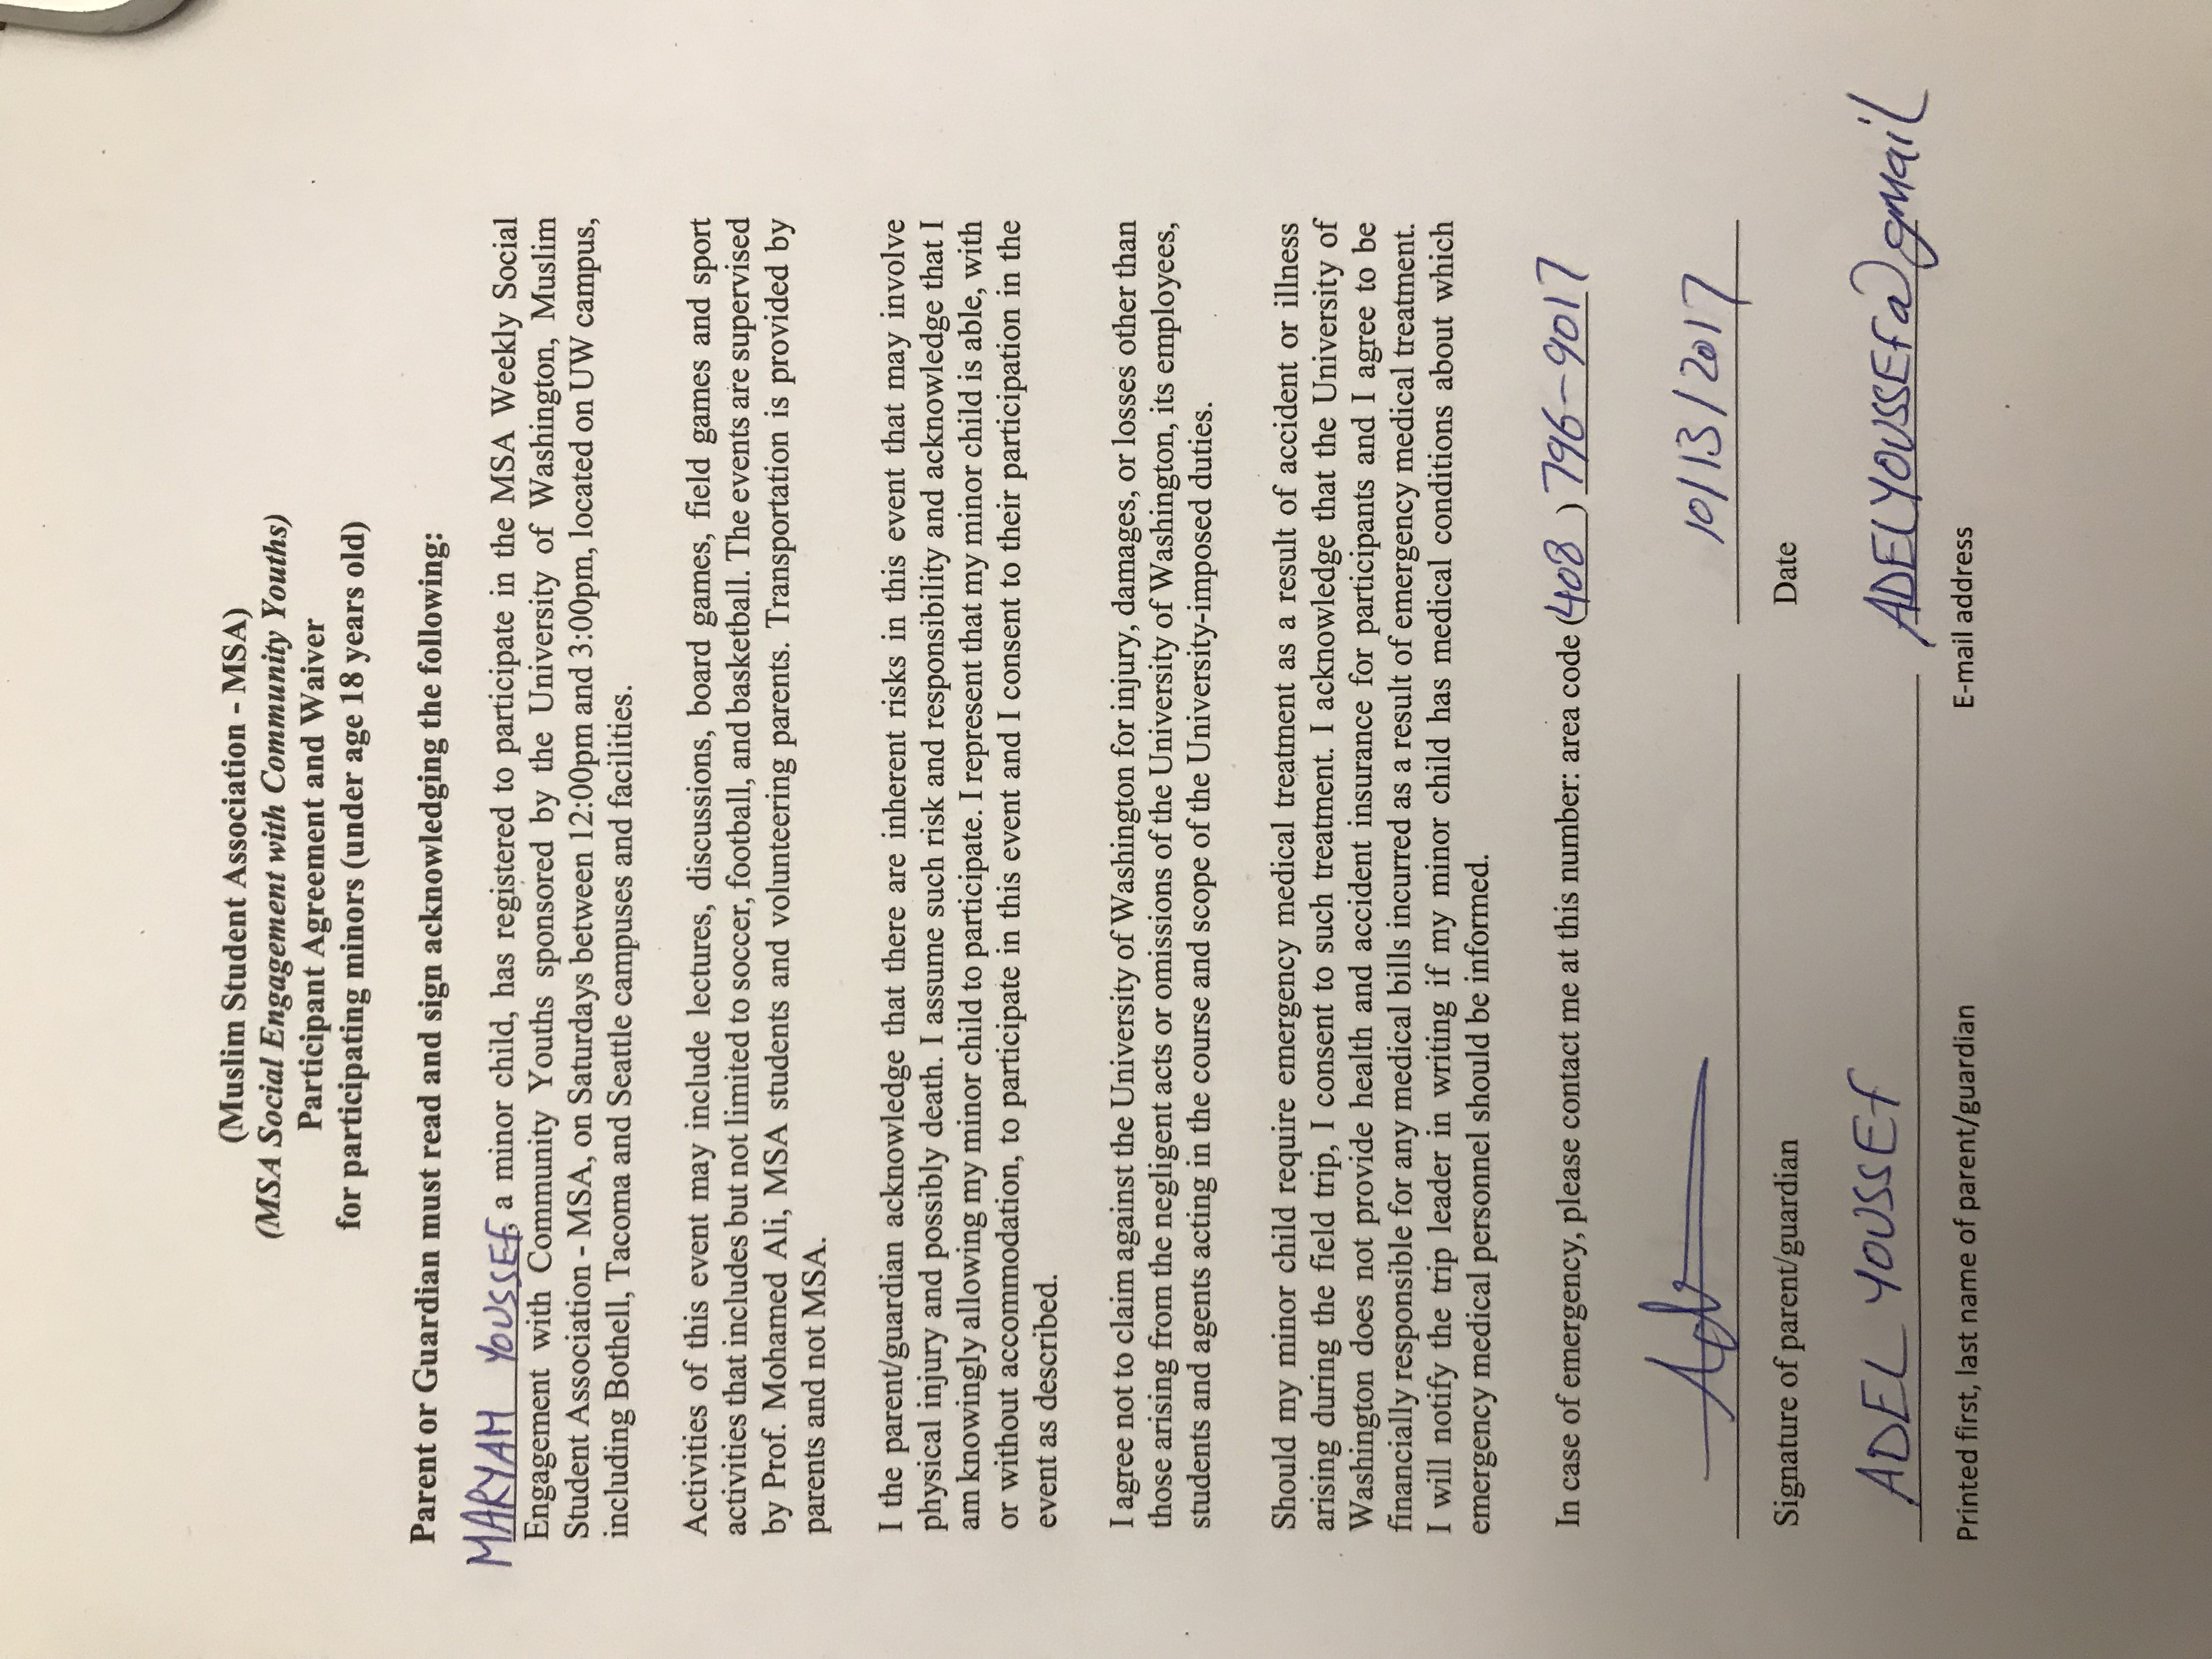 (Muslim Student Association - MSA)
(MSA Social Engagement with Community Youths)
Participant Agreement and Waiver
for participating minors (under age 18 years old)
Parent or Guardian must read and sign acknowledging the following:
MARYAM YOUSSEf, a minor child, has registered to participate in the MSA Weekly Social
Engagement with Community Youths sponsored by the University of Washington, Muslim
Student Association - MSA, on Saturdays between 12:00pm and 3:00pm, located on UW campus,
including Bothell, Tacoma and Seattle campuses and facilities.
Activities of this event may include lectures, discussions, board games, field games and sport
activities that includes but not limited to soccer, football, and basketball. The events are supervised
by Prof. Mohamed Ali, MSA students and volunteering parents. Transportation is provided by
parents and not MSA.
I the parent/guardian acknowledge that there are inherent risks in this event that may involve
physical injury and possibly death. I assume such risk and responsibility and acknowledge that I
am knowingly allowing my minor child to participate. I represent that my minor child is able, with
or without accommodation, to participate in this event and I consent to their participation in the
event as described.
I agree not to claim against the University of Washington for injury, damages, or losses other than
those arising from the negligent acts or omissions of the University of Washington, its employees,
students and agents acting in the course and scope of the University-imposed duties.
Should my minor child require emergency medical treatment as a result of accident or illness
arising during the field trip, I consent to such treatment. I acknowledge that the University of
Washington does not provide health and accident insurance for participants and I agree to be
financially responsible for any medical bills incurred as a result of emergency medical treatment.
I will notify the trip leader in writing if my minor child has medical conditions about which
emergency medical personnel should be informed.
In case of emergency, please contact me at this number: area code (408) 796-9017
10/13/2017
Signature of parent/guardian Date
ADEL YOUSSEf ADELYOUSSEf@gmail
Printed first, last name of parent/guardian E-mail address